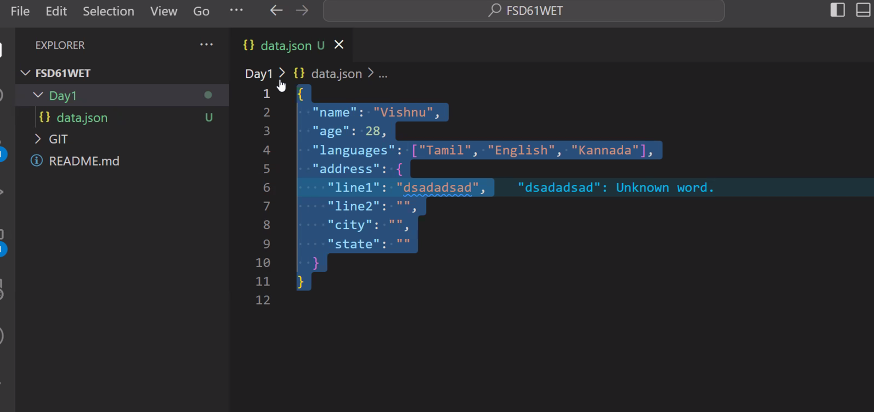 File Edit Selection View Go ··· FSD61WET
EXPLORER ···
{} data.json U
FSD61WET
Day1
{} data.json U
GIT
README.md
Day1 > {} data.json > ...
1 {
2 "name": "Vishnu",
3 "age": 28,
4 "languages": ["Tamil", "English", "Kannada"],
5 "address": {
6 "line1": "dsadadsad", "dsadadsad": Unknown word.
7 "line2": "",
8 "city": "",
9 "state": ""
10 }
11 }
12